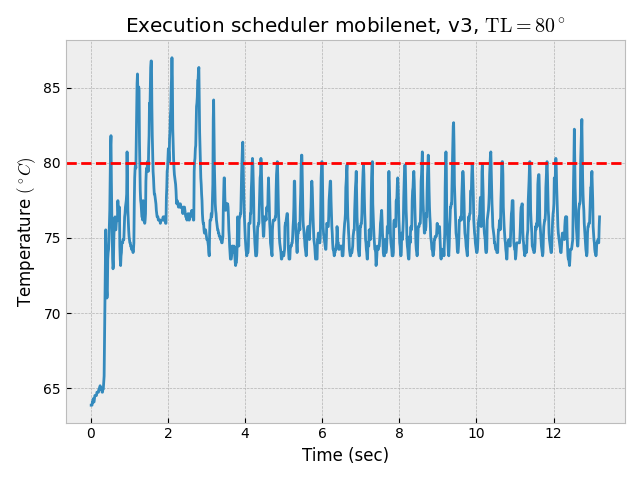 Execution scheduler mobilenet, v3, TL = 80°
Temperature (°C)
85
80
75
70
65
0 2 4 6 8 10 12
Time (sec)